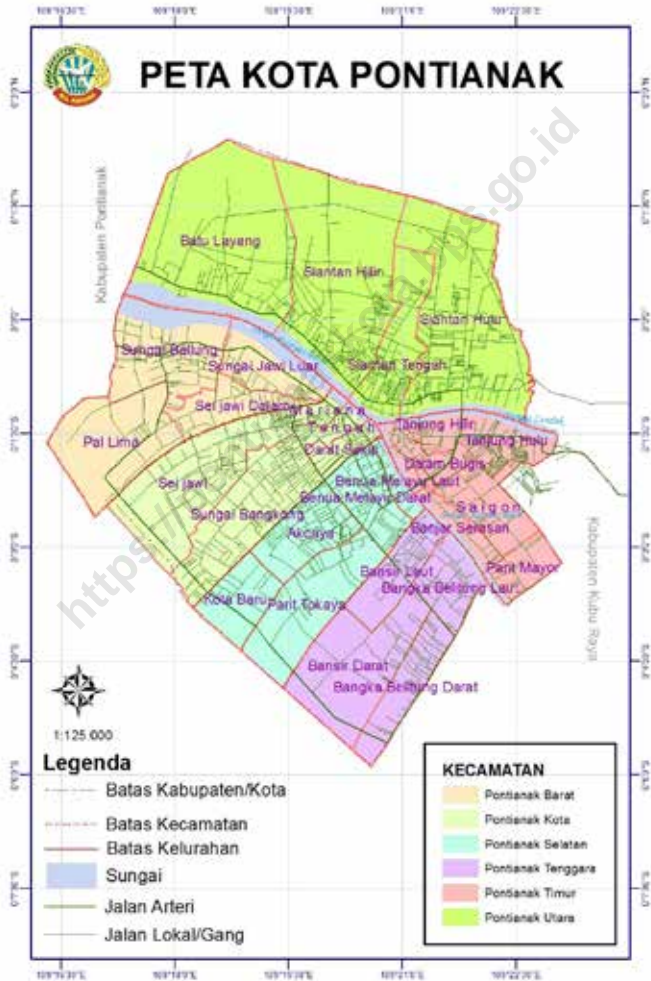 PETA KOTA PONTIANAK
Kabupaten Pontianak
Batu Layang
Siantan Hilir
Siantan Hulu
Siantan Tengah
Sungai Beliung
Sungai Jawi Luar
Sei jawi Dalam
Mariana
Tengah
Tanjung Hilir
Tanjung Hulu
Pal Lima
Darat Sekip
Dalam Bugis
Sei jawi
Benua Melayu Laut
Benua Melayu Darat
Saigon
Sungai Bangkong
Akcaya
Banjar Serasan
Bansir Laut
Parit Mayor
Bangka Belitung Lau
Kota Baru
Parit Tokaya
Kabupaten Kubu Raya
Bansir Darat
Bangka Belitung Darat
1:125 000
Legenda
Batas Kabupaten/Kota
Batas Kecamatan
Batas Kelurahan
Sungai
Jalan Arteri
Jalan Lokal/Gang
KECAMATAN
Pontianak Barat
Pontianak Kota
Pontianak Selatan
Pontianak Tenggara
Pontianak Timur
Pontianak Utara